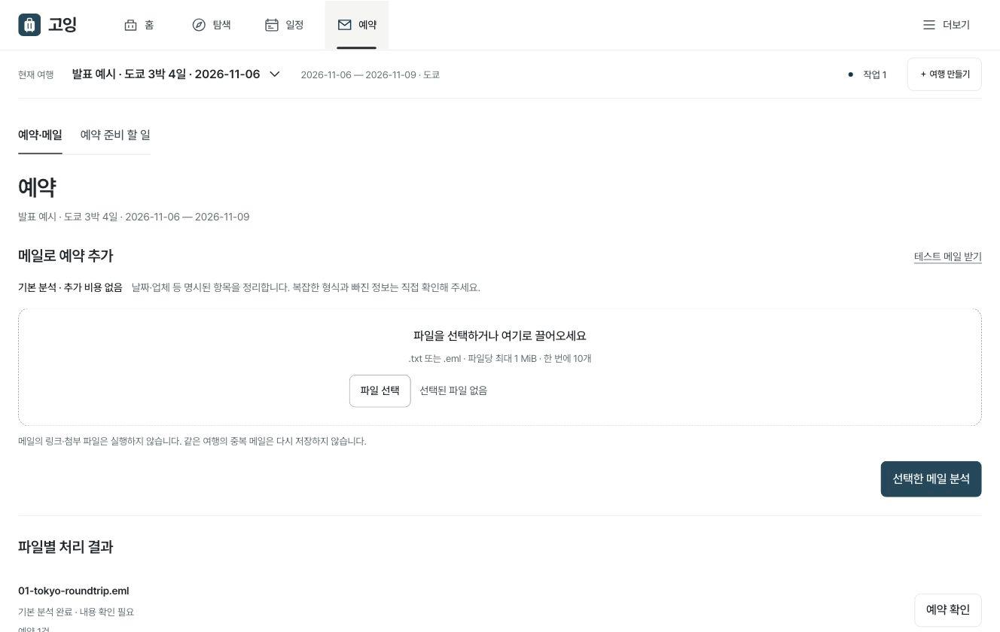 고잉
홈
탐색
일정
예약
더보기
현재 여행
발표 예시 · 도쿄 3박 4일 · 2026-11-06
2026-11-06 — 2026-11-09 · 도쿄
작업 1
+ 여행 만들기
예약·메일
예약 준비 할 일
예약
발표 예시 · 도쿄 3박 4일 · 2026-11-06 — 2026-11-09
메일로 예약 추가
테스트 메일 받기
기본 분석 · 추가 비용 없음 날짜·업체 등 명시된 항목을 정리합니다. 복잡한 형식과 빠진 정보는 직접 확인해 주세요.
파일을 선택하거나 여기로 끌어오세요
.txt 또는 .eml · 파일당 최대 1 MiB · 한 번에 10개
파일 선택
선택된 파일 없음
메일의 링크·첨부 파일은 실행하지 않습니다. 같은 여행의 중복 메일은 다시 저장하지 않습니다.
선택한 메일 분석
파일별 처리 결과
01-tokyo-roundtrip.eml
기본 분석 완료 · 내용 확인 필요
예약 확인
예약 1건